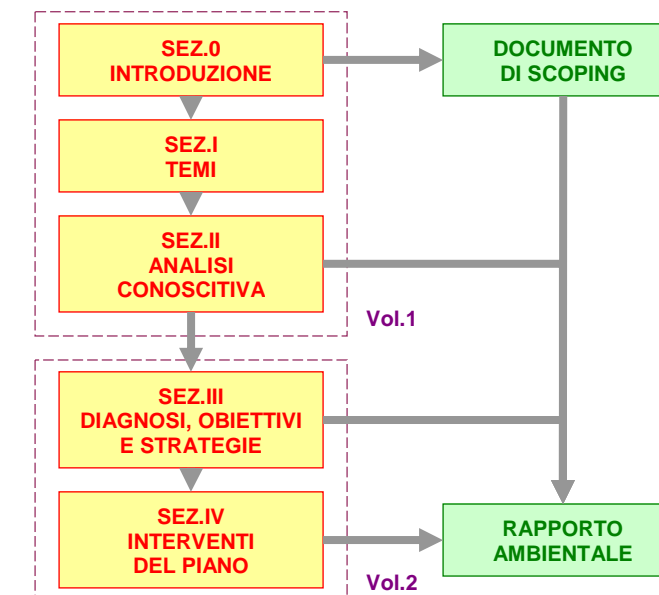 SEZ.0
INTRODUZIONE
DOCUMENTO
DI SCOPING
SEZ.I
TEMI
SEZ.II
ANALISI
CONOSCITIVA
Vol.1
SEZ.III
DIAGNOSI, OBIETTIVI
E STRATEGIE
SEZ.IV
INTERVENTI
DEL PIANO
RAPPORTO
AMBIENTALE
Vol.2